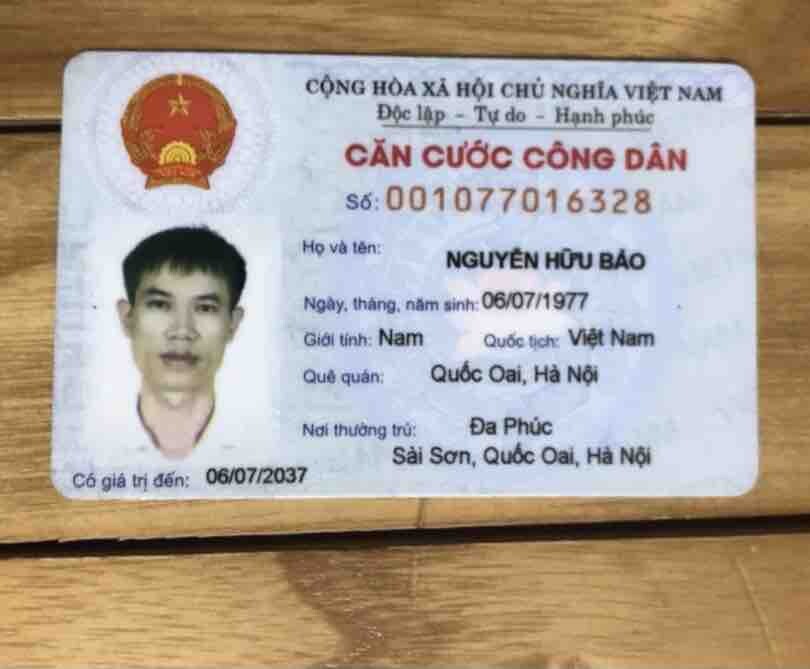 CỘNG HÒA XÃ HỘI CHỦ NGHĨA VIỆT NAM
Độc lập - Tự do - Hạnh phúc
CĂN CƯỚC CÔNG DÂN
Số: 001077016328
Họ và tên:
NGUYỄN HỮU BẢO
Ngày, tháng, năm sinh: 06/07/1977
Giới tính: Nam Quốc tịch: Việt Nam
Quê quán: Quốc Oai, Hà Nội
Nơi thường trú: Đa Phúc
Sài Sơn, Quốc Oai, Hà Nội
Có giá trị đến: 06/07/2037